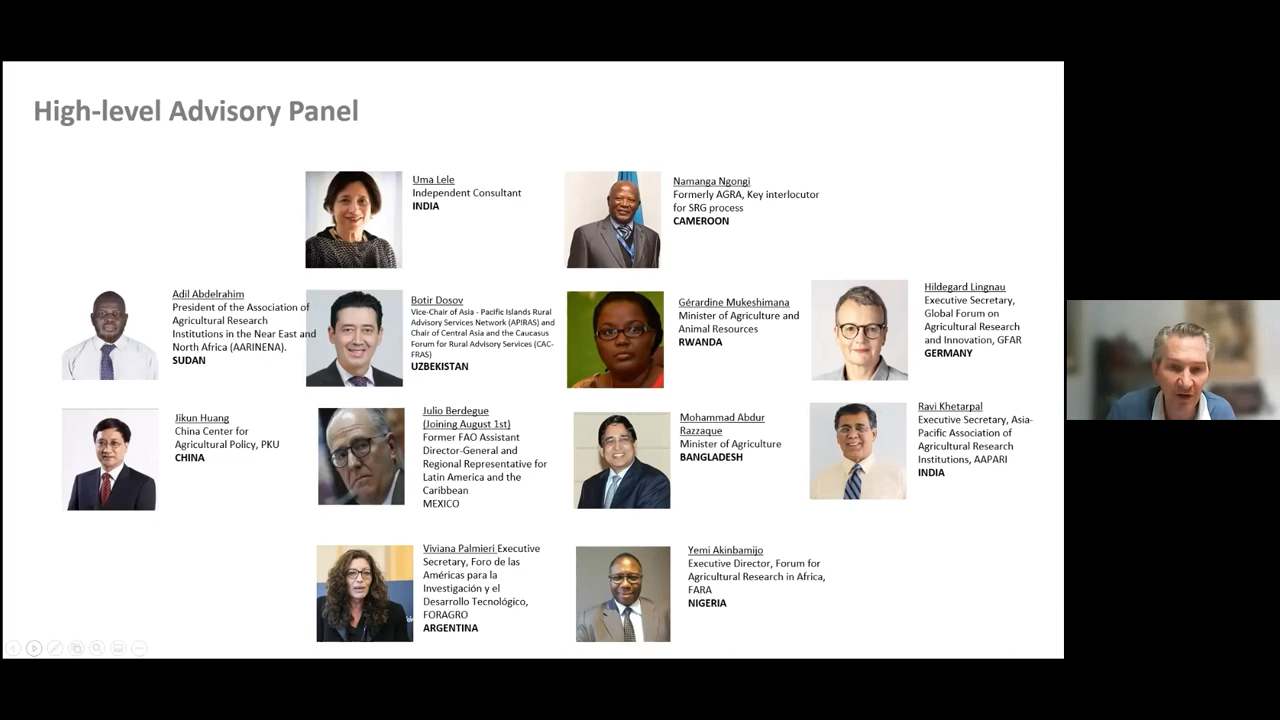 High-level Advisory Panel
Uma Lele
Independent Consultant
INDIA
Namanga Ngongi
Formerly AGRA, Key interlocutor
for SRG process
CAMEROON
Adil Abdelrahim
President of the Association of
Agricultural Research
Institutions in the Near East and
North Africa (AARINENA).
SUDAN
Botir Dosov
Vice-Chair of Asia - Pacific Islands Rural
Advisory Services Network (APIRAS) and
Chair of Central Asia and the Caucasus
Forum for Rural Advisory Services (CAC-
FRAS)
UZBEKISTAN
Gérardine Mukeshimana
Minister of Agriculture and
Animal Resources
RWANDA
Hildegard Lingnau
Executive Secretary,
Global Forum on
Agricultural Research
and Innovation, GFAR
GERMANY
Jikun Huang
China Center for
Agricultural Policy, PKU
CHINA
Julio Berdegue
(Joining August 1st)
Former FAO Assistant
Director-General and
Regional Representative for
Latin America and the
Caribbean
MEXICO
Mohammad Abdur
Razzaque
Minister of Agriculture
BANGLADESH
Ravi Khetarpal
Executive Secretary, Asia-
Pacific Association of
Agricultural Research
Institutions, AAPARI
INDIA
Viviana Palmieri Executive
Secretary, Foro de las
Américas para la
Investigación y el
Desarrollo Tecnológico,
FORAGRO
ARGENTINA
Yemi Akinbamijo
Executive Director, Forum for
Agricultural Research in Africa,
FARA
NIGERIA